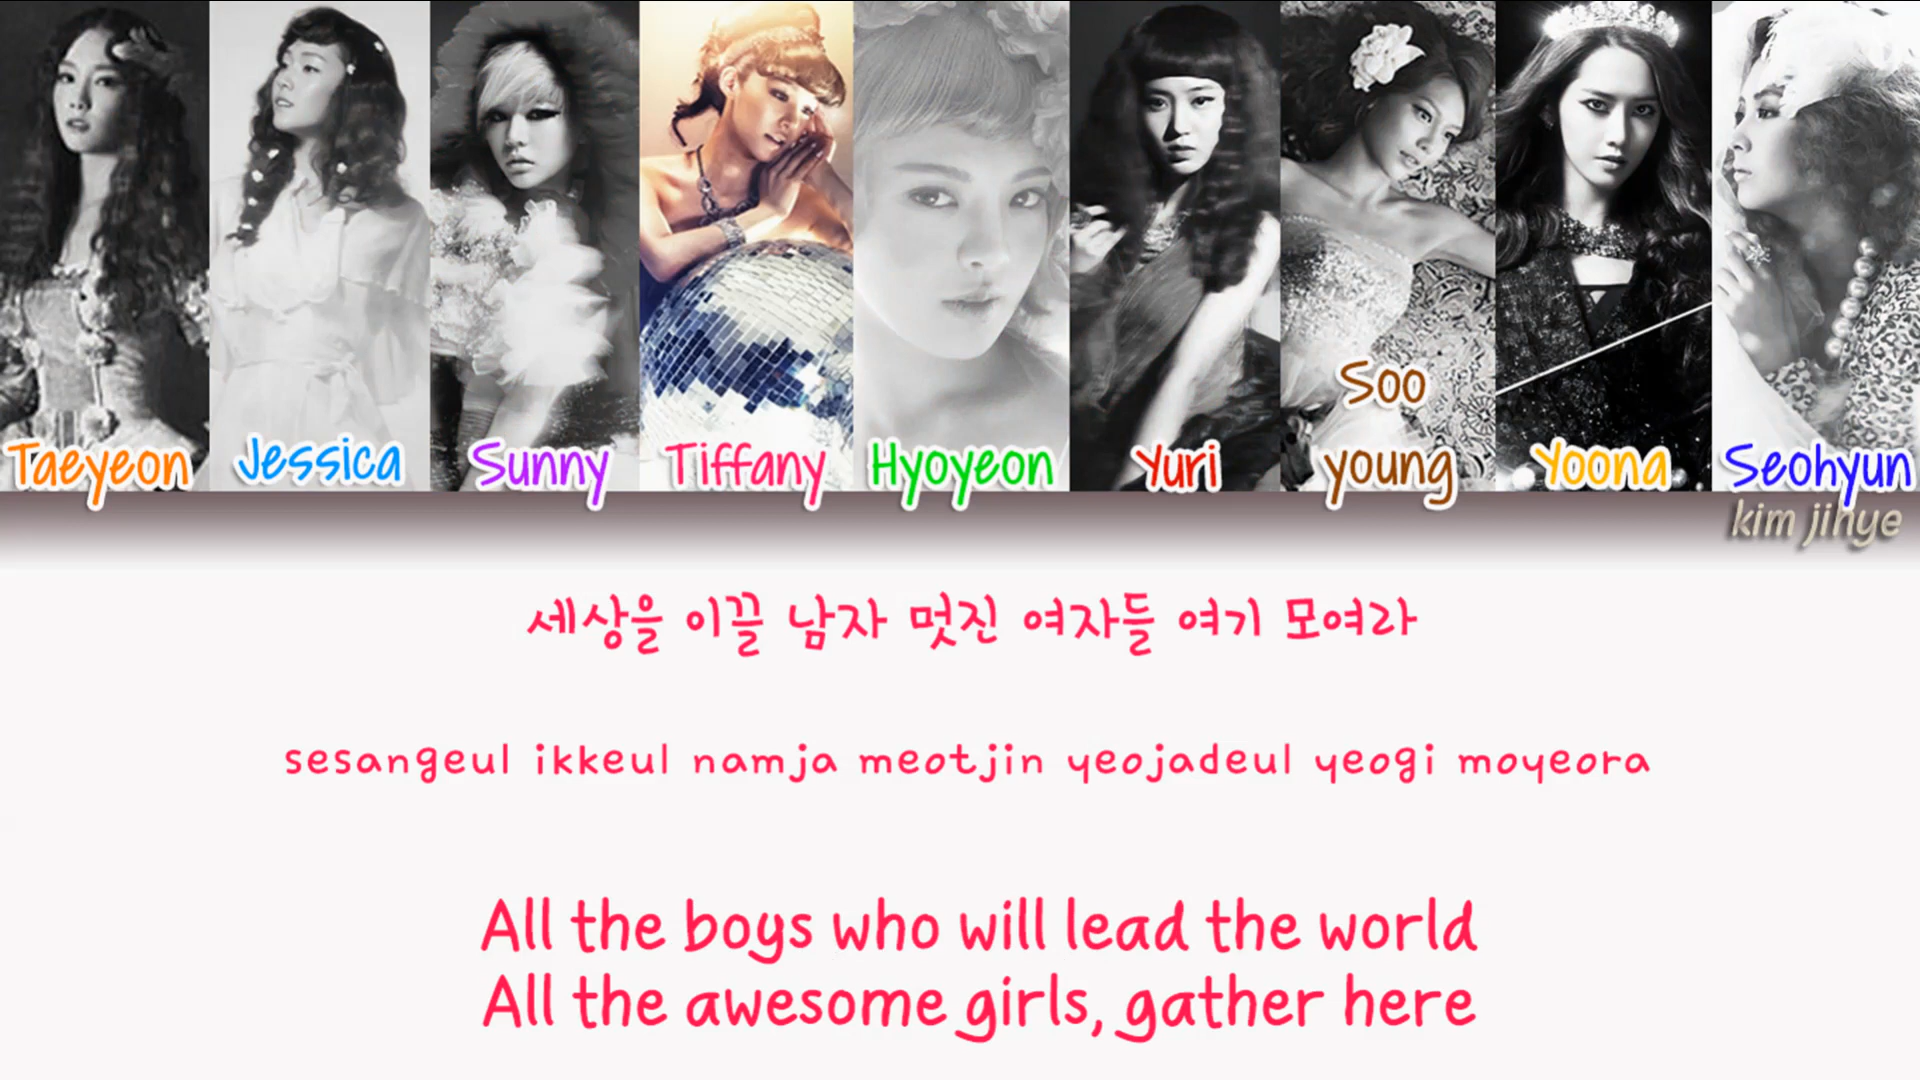 Taeyeon
Jessica
Sunny
Tiffany
Hyoyeon
Yuri
Soo
young
Yoona
Seohyun
kim jihye
세상을 이끌 남자 멋진 여자들 여기 모여라
sesangeul ikkeul namja meotjin yeojadeul yeogi moyeora
All the boys who will lead the world
All the awesome girls, gather here